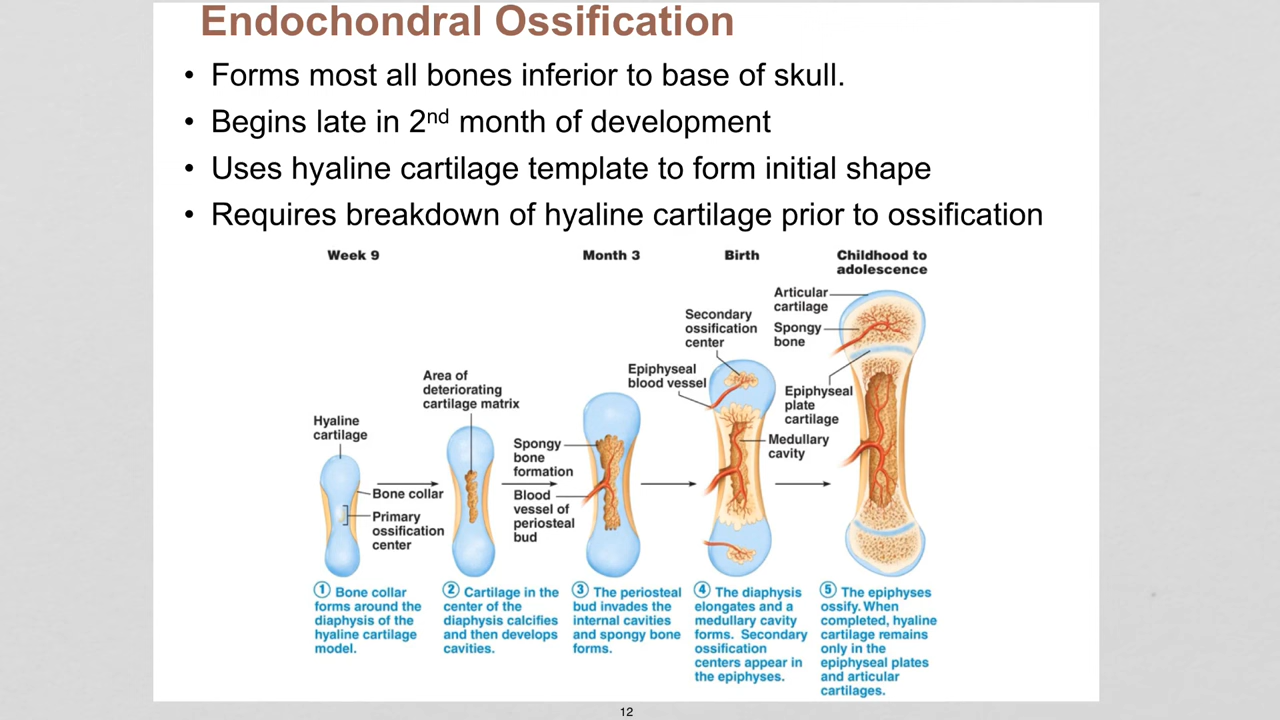 Endochondral Ossification
• Forms most all bones inferior to base of skull.
• Begins late in 2nd month of development
• Uses hyaline cartilage template to form initial shape
• Requires breakdown of hyaline cartilage prior to ossification
Week 9
Month 3
Birth
Childhood to
adolescence
Hyaline
cartilage
Bone collar
Primary
ossification
center
Area of
deteriorating
cartilage matrix
Spongy
bone
formation
Blood
vessel of
periosteal
bud
Secondary
ossification
center
Epiphyseal
blood vessel
Medullary
cavity
Articular
cartilage
Spongy
bone
Epiphyseal
plate
cartilage
1 Bone collar
forms around the
diaphysis of the
hyaline cartilage
model.
2 Cartilage in the
center of the
diaphysis calcifies
and then develops
cavities.
3 The periosteal
bud invades the
internal cavities
and spongy bone
forms.
4 The diaphysis
elongates and a
medullary cavity
forms. Secondary
ossification
centers appear in
the epiphyses.
5 The epiphyses
ossify. When
completed, hyaline
cartilage remains
only in the
epiphyseal plates
and articular
cartilages.
12